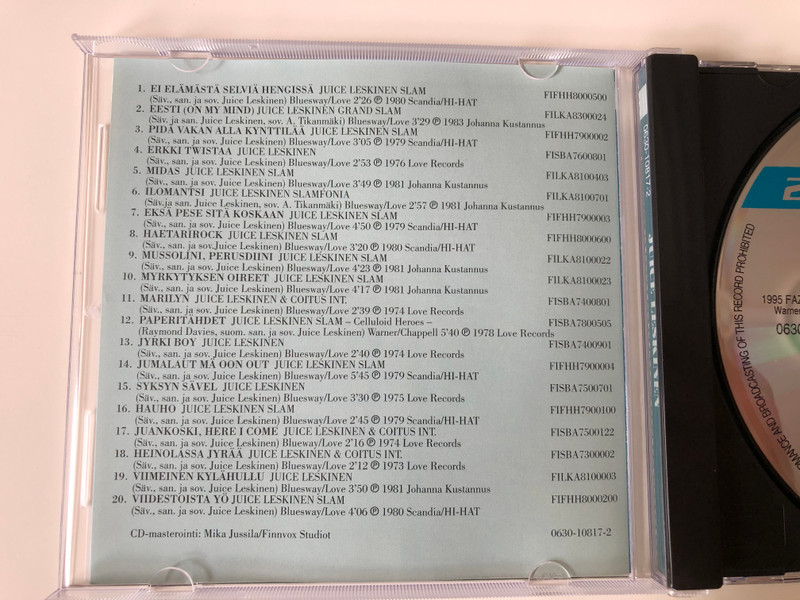 1. EI ELÄMÄSTÄ SELVIÄ HENGISSÄ JUICE LESKINEN SLAM
(Säv., san. ja sov. Juice Leskinen) Bluesway/Love 2'26 ℗ 1980 Scandia/HI-HAT FIFHH8000500
2. EESTI (ON MY MIND) JUICE LESKINEN GRAND SLAM
(Säv. ja san. Juice Leskinen, sov. A. Tikanmäki) Bluesway/Love 3'29 ℗ 1983 Johanna Kustannus FILKA8300024
3. PIDÄ VAKAN ALLA KYNTTILÄÄ JUICE LESKINEN SLAM
(Säv., san. ja sov. Juice Leskinen) Bluesway/Love 3'05 ℗ 1979 Scandia/HI-HAT FIFHH7900002
4. ERKKI TWISTAA JUICE LESKINEN
(Säv., san. ja sov. Juice Leskinen) Bluesway/Love 2'53 ℗ 1976 Love Records FISBA7600801
5. MIDAS JUICE LESKINEN SLAM
(Säv., san. ja sov. Juice Leskinen) Bluesway/Love 3'49 ℗ 1981 Johanna Kustannus FILKA8100403
6. ILOMANTSI JUICE LESKINEN SLAMFONIA
(Säv.ja san. Juice Leskinen, sov. A. Tikanmäki) Bluesway/Love 2'57 ℗ 1981 Johanna Kustannus FILKA8100701
7. EKSÄ PESE SITÄ KOSKAAN JUICE LESKINEN SLAM
(Säv., san. ja sov. Juice Leskinen) Bluesway/Love 4'50 ℗ 1979 Scandia/HI-HAT FIFHH7900003
8. HAETARIROCK JUICE LESKINEN SLAM
(Säv., san. ja sov.Juice Leskinen) Bluesway/Love 3'20 ℗ 1980 Scandia/HI-HAT FIFHH8000600
9. MUSSOLINI, PERUSDIINI JUICE LESKINEN SLAM
(Säv., san. ja sov. Juice Leskinen) Bluesway/Love 4'23 ℗ 1981 Johanna Kustannus FILKA8100022
10. MYRKYTYKSEN OIREET JUICE LESKINEN SLAM
(Säv., san. ja sov. Juice Leskinen) Bluesway/Love 4'17 ℗ 1981 Johanna Kustannus FILKA8100023
11. MARILYN JUICE LESKINEN & COITUS INT.
(Säv., san. ja sov. Juice Leskinen) Bluesway/Love 2'39 ℗ 1974 Love Records FISBA7400801
12. PAPERITÄHDET JUICE LESKINEN SLAM – Celluloid Heroes –
(Raymond Davies, suom. san. ja sov. Juice Leskinen) Warner/Chappell 5'40 ℗ 1978 Love Records FISBA7800505
13. JYRKI BOY JUICE LESKINEN
(Säv., san. ja sov. Juice Leskinen) Bluesway/Love 2'40 ℗ 1974 Love Records FISBA7400901
14. JUMALAUT MÄ OON OUT JUICE LESKINEN SLAM
(Säv., san. ja sov. Juice Leskinen) Bluesway/Love 5'45 ℗ 1979 Scandia/HI-HAT FIFHH7900004
15. SYKSYN SÄVEL JUICE LESKINEN
(Säv., san. ja sov. Juice Leskinen) Bluesway/Love 3'30 ℗ 1975 Love Records FISBA7500701
16. HAUHO JUICE LESKINEN SLAM
(Säv., san. ja sov. Juice Leskinen) Bluesway/Love 2'45 ℗ 1979 Scandia/HI-HAT FIFHH7900100
17. JUANKOSKI, HERE I COME JUICE LESKINEN & COITUS INT.
(Säv., san. ja sov. Juice Leskinen) Blueway/Love 2'16 ℗ 1974 Love Records FISBA7500122
18. HEINOLASSA JYRÄÄ JUICE LESKINEN & COITUS INT.
(Säv., san. ja sov. Juice Leskinen) Bluesway/Love 2'12 ℗ 1973 Love Records FISBA7300002
19. VIIMEINEN KYLÄHULLU JUICE LESKINEN
(Säv., san. ja sov. Juice Leskinen) Bluesway/Love 3'50 ℗ 1981 Johanna Kustannus FILKA8100003
20. VIIDESTOISTA YÖ JUICE LESKINEN SLAM
(Säv., san. ja sov. Juice Leskinen) Bluesway/Love 4'06 ℗ 1980 Scandia/HI-HAT FIFHH8000200
CD-masterointi: Mika Jussila/Finnvox Studiot 0630-10817-2
0630-10817-2
1995 FAZ
Warner
0630
BROADCASTING OF THIS RECORD PROHIBITED